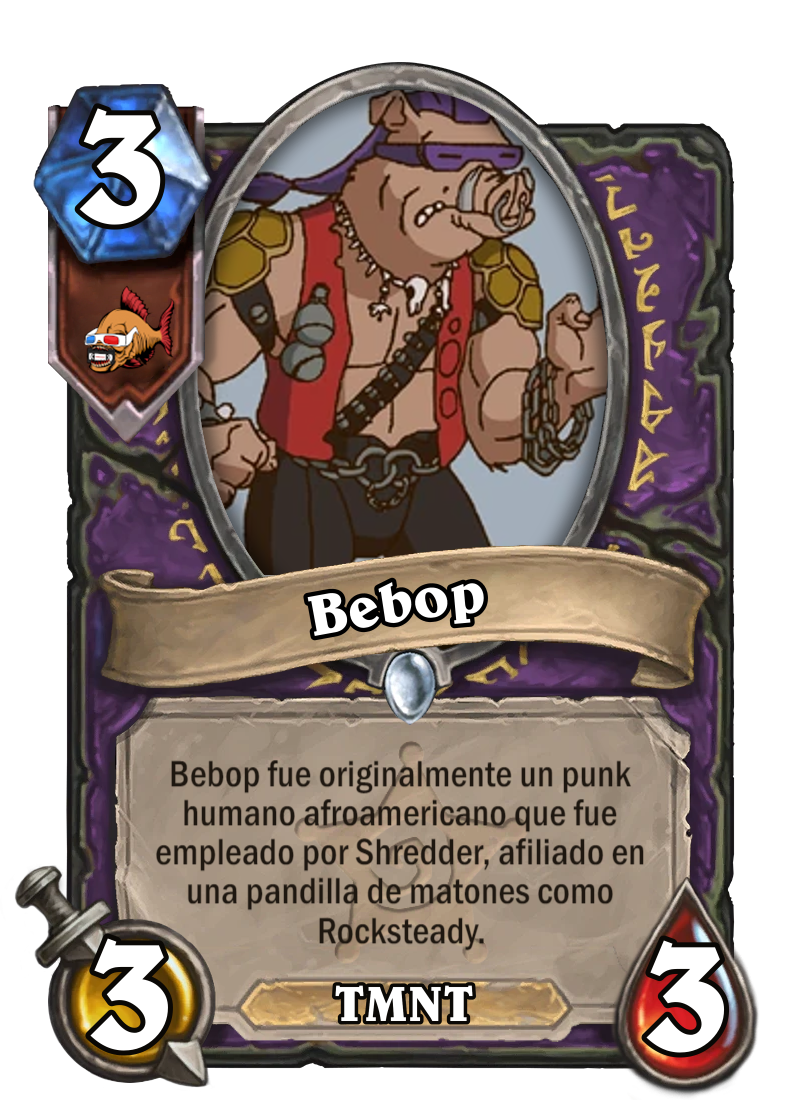 3
Bebop
Bebop fue originalmente un punk
humano afroamericano que fue
empleado por Shredder, afiliado en
una pandilla de matones como
Rocksteady.
3
TMNT
3